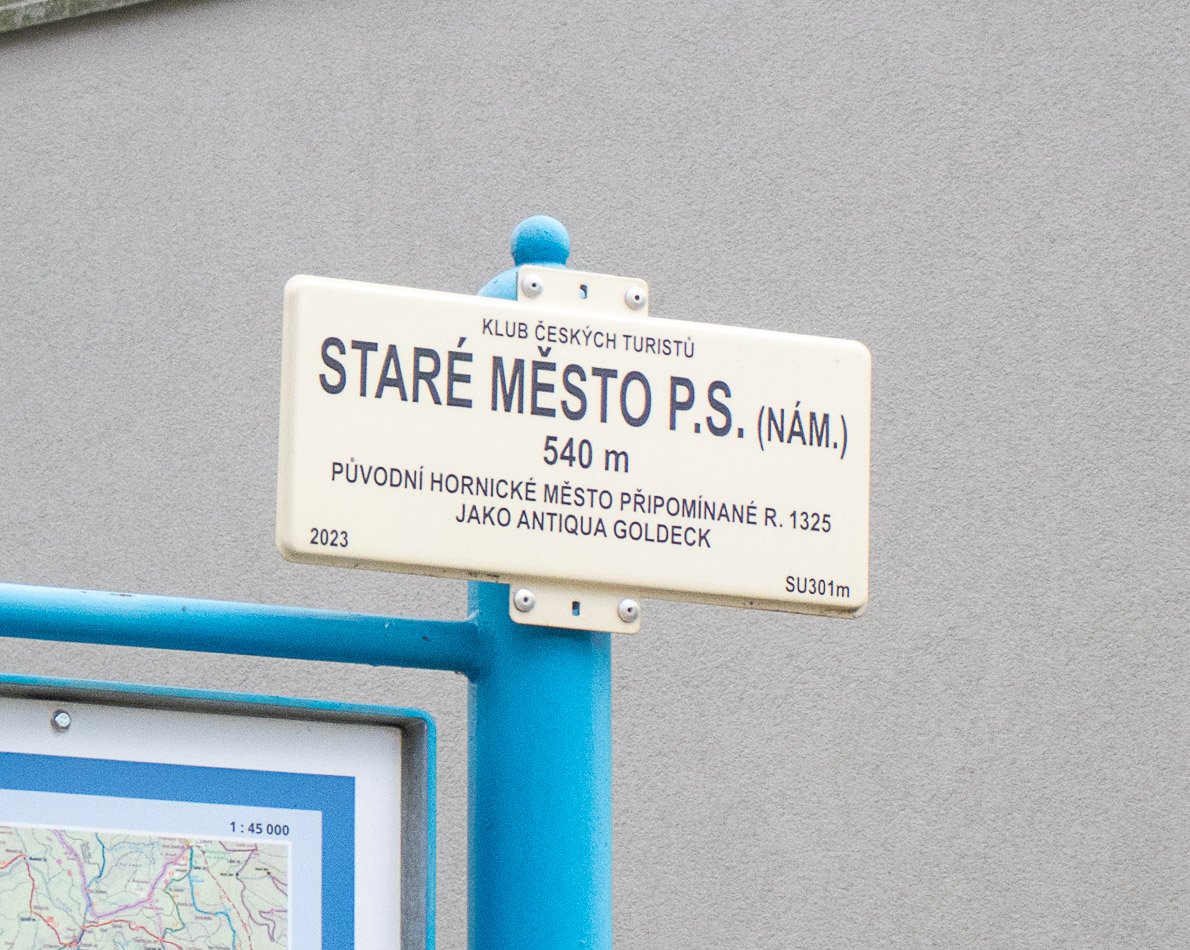 KLUB ČESKÝCH TURISTŮ
STARÉ MĚSTO P.S. (NÁM.)
540 m
PŮVODNÍ HORNICKÉ MĚSTO PŘIPOMÍNANÉ R. 1325
JAKO ANTIQUA GOLDECK
2023
SU301m
1 : 45 000